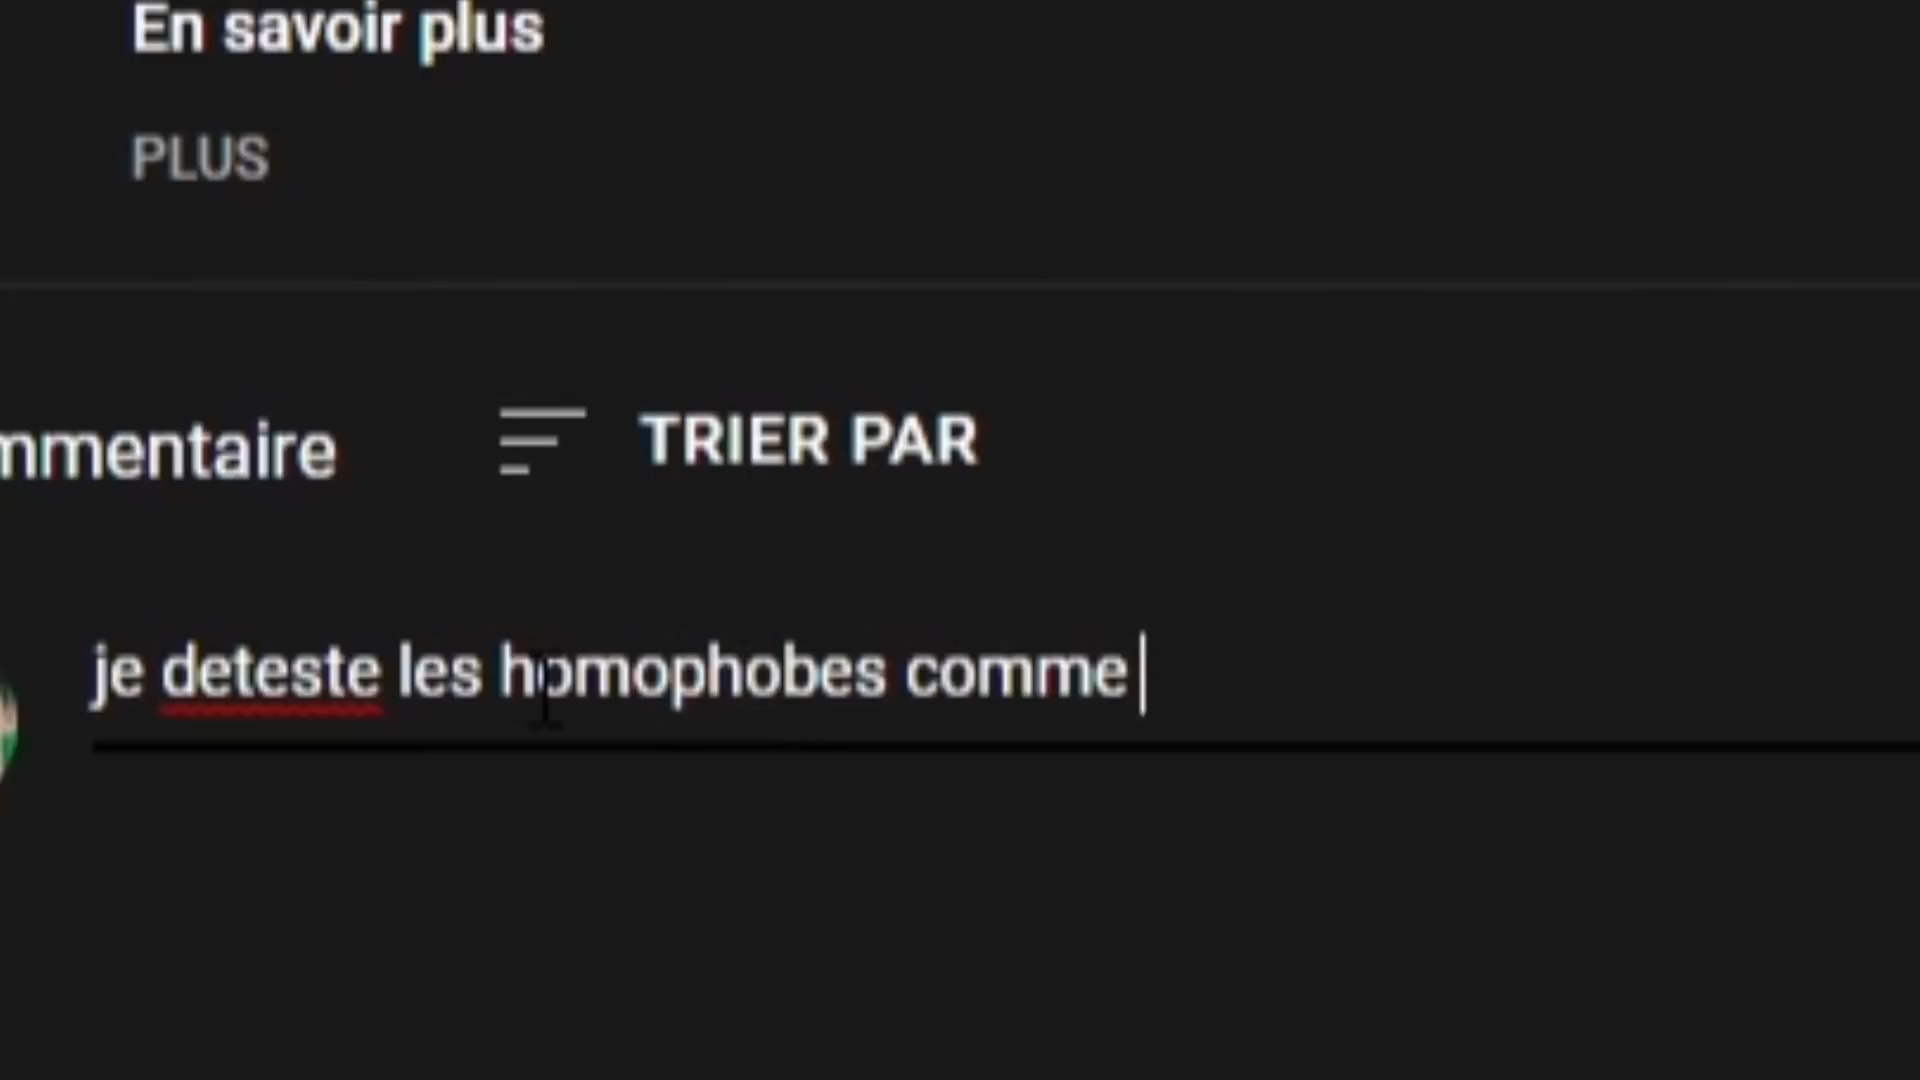 En savoir plus
PLUS
mmentaire
TRIER PAR
je deteste les homophobes comme